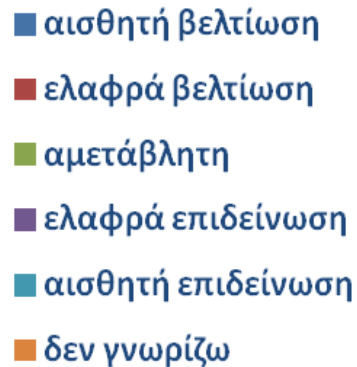 αισθητή βελτίωση
ελαφρά βελτίωση
αμετάβλητη
ελαφρά επιδείνωση
αισθητή επιδείνωση
δεν γνωρίζω